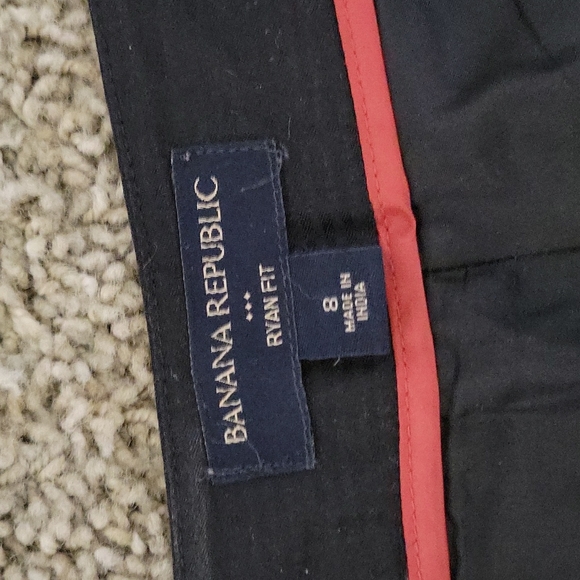 BANANA REPUBLIC
RYAN FIT
8
MADE IN
INDIA